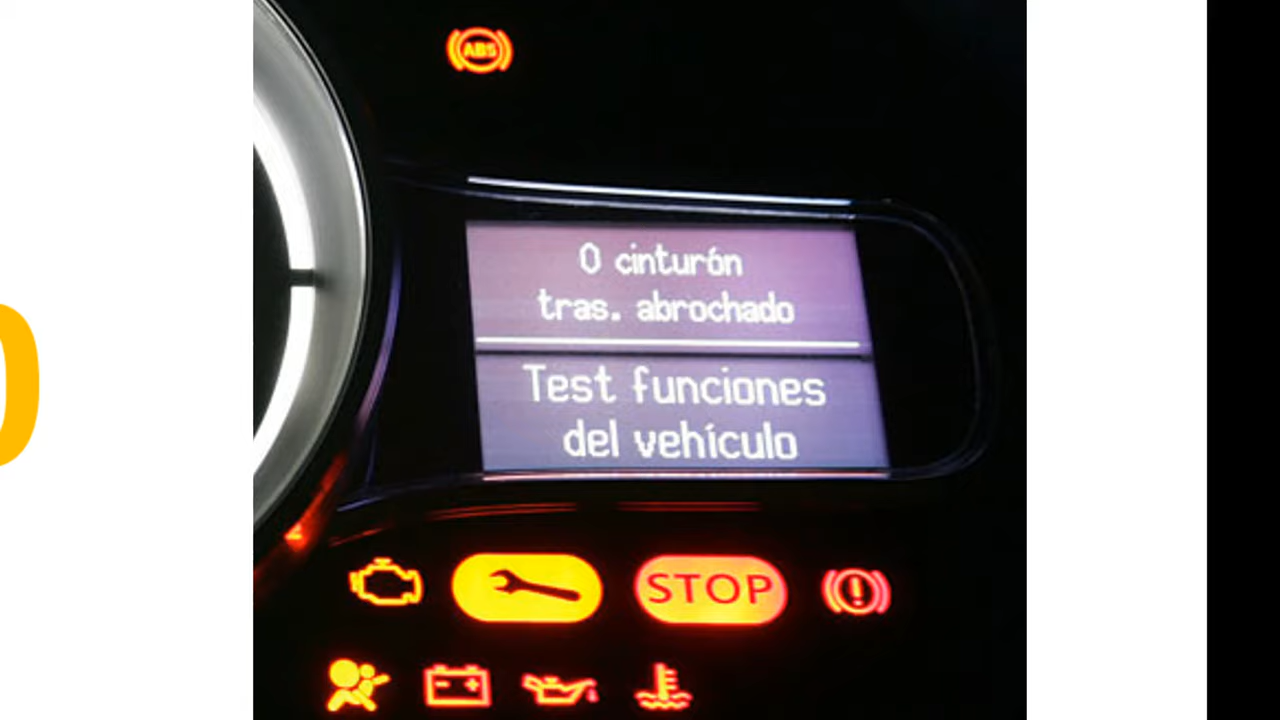 ABS
0 cinturón
tras. abrochado
Test funciones
del vehículo
STOP